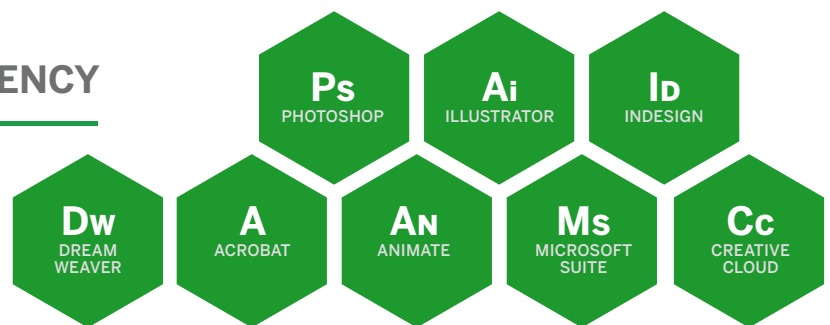 ENCY
Ps
PHOTOSHOP
Ai
ILLUSTRATOR
ID
INDESIGN
Dw
DREAM
WEAVER
A
ACROBAT
AN
ANIMATE
Ms
MICROSOFT
SUITE
Cc
CREATIVE
CLOUD